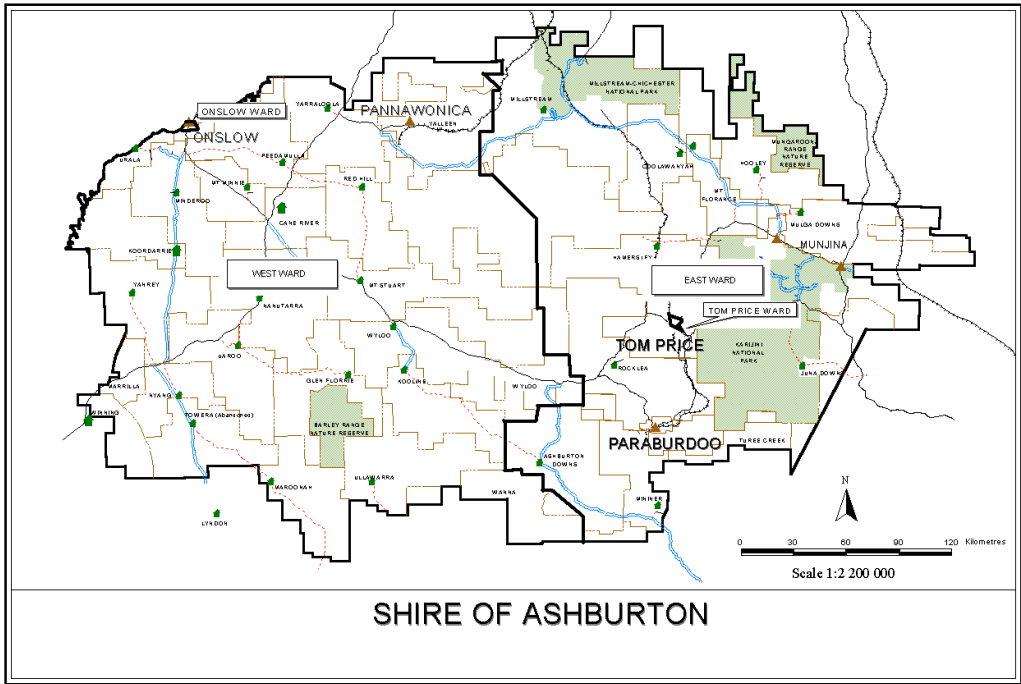 MILLSTREAM-CHICHESTER
NATIONAL PARK
MILLSTREAM
YARRALOOLA
PANNAWONICA
ONSLOW WARD
YALLEEN
ONSLOW
MUNGAROONA
RANGE
NATURE
RESERVE
URALA
PEEDAMULLA
COOLAWANYAH
HOOLEY
MT MINNIE
RED HILL
MINDEROO
MT
FLORANCE
CANE RIVER
MULGA DOWNS
KOORDARRIE
MUNJINA
HAMERSLEY
WEST WARD
EAST WARD
YANREY
MT STUART
NANUTARRA
TOM PRICE WARD
WYLOO
TOM PRICE
UAROO
KARIJINI
NATIONAL
PARK
ROCKLEA
GLEN FLORRIE
KOOLINE
JUNA DOWNS
MARRILLA
WYLOO
NYANG
WINNING
TOWERA (Abandoned)
BARLEY RANGE
NATURE RESERVE
PARABURDOO
TUREE CREEK
ASHBURTON
DOWNS
MAROONAH
ULLAWARRA
WANNA
MININER
LYNDON
N
0 30 60 90 120 Kilometres
Scale 1:2 200 000
SHIRE OF ASHBURTON